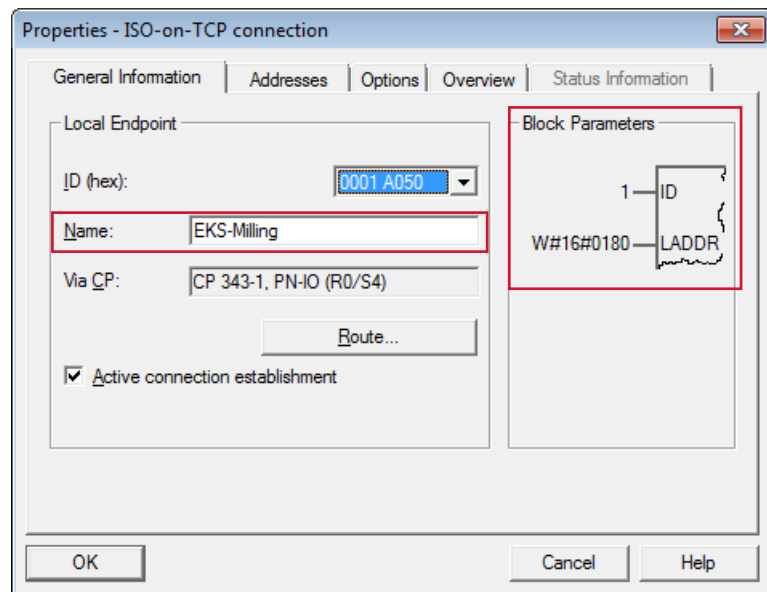 Properties - ISO-on-TCP connection
General Information Addresses Options Overview Status Information
Local Endpoint
ID (hex): 0001 A050
Name: EKS-Milling
Via CP: CP 343-1, PN-IO (R0/S4)
Route...
Active connection establishment
Block Parameters
1 ID
W#16#0180 LADDR
OK Cancel Help